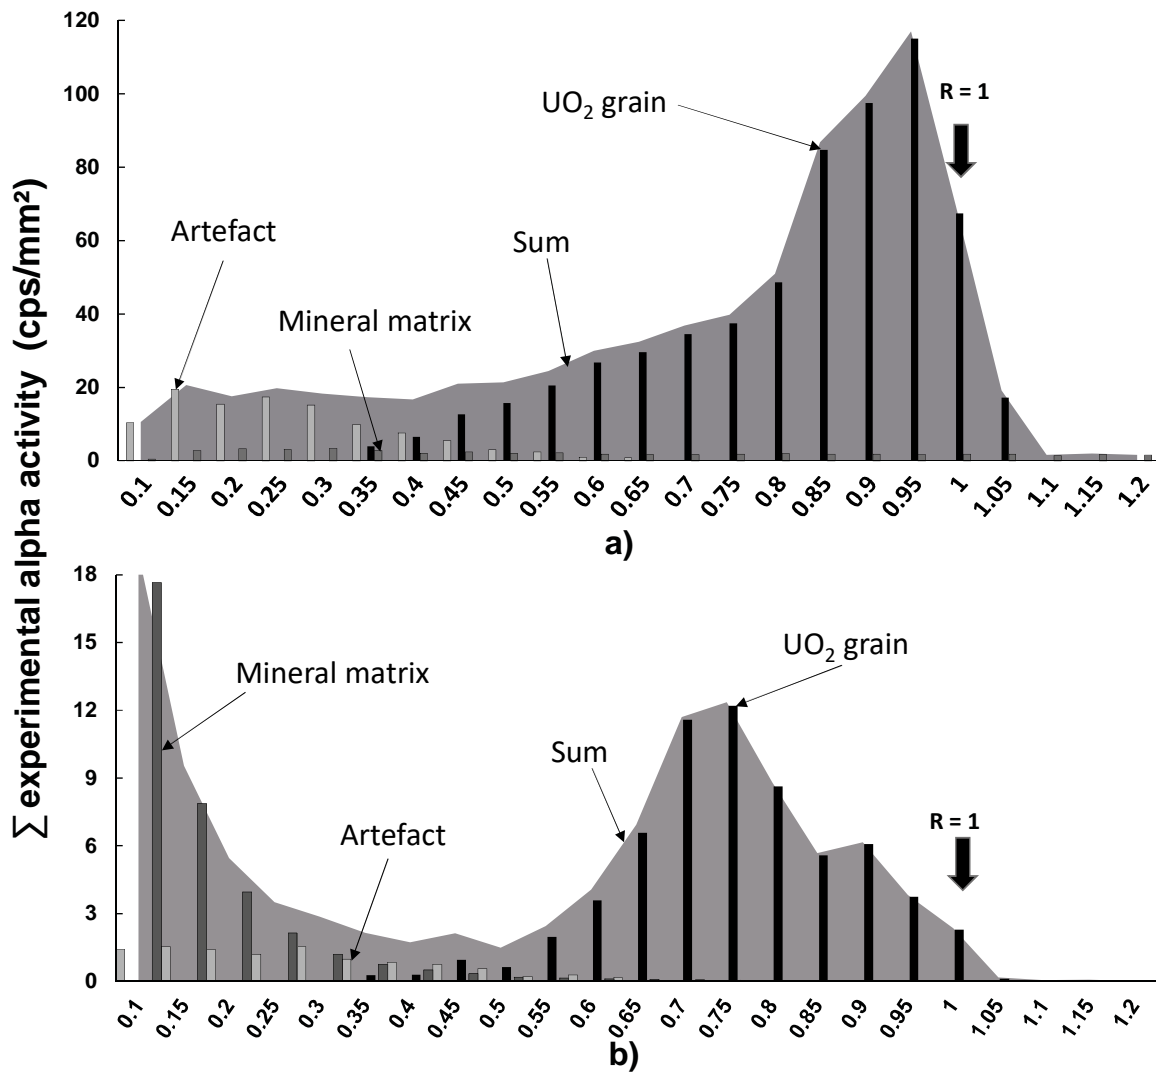 ∑ experimental alpha activity (cps/mm²)
120
100
80
60
40
20
0
UO₂ grain
R = 1
Artefact
Sum
Mineral matrix
0.1 0.15 0.2 0.25 0.3 0.35 0.4 0.45 0.5 0.55 0.6 0.65 0.7 0.75 0.8 0.85 0.9 0.95 1 1.05 1.1 1.15 1.2
a)
18
15
12
9
6
3
0
UO₂ grain
Mineral matrix
Sum
Artefact
R = 1
0.1 0.15 0.2 0.25 0.3 0.35 0.4 0.45 0.5 0.55 0.6 0.65 0.7 0.75 0.8 0.85 0.9 0.95 1 1.05 1.1 1.15 1.2
b)